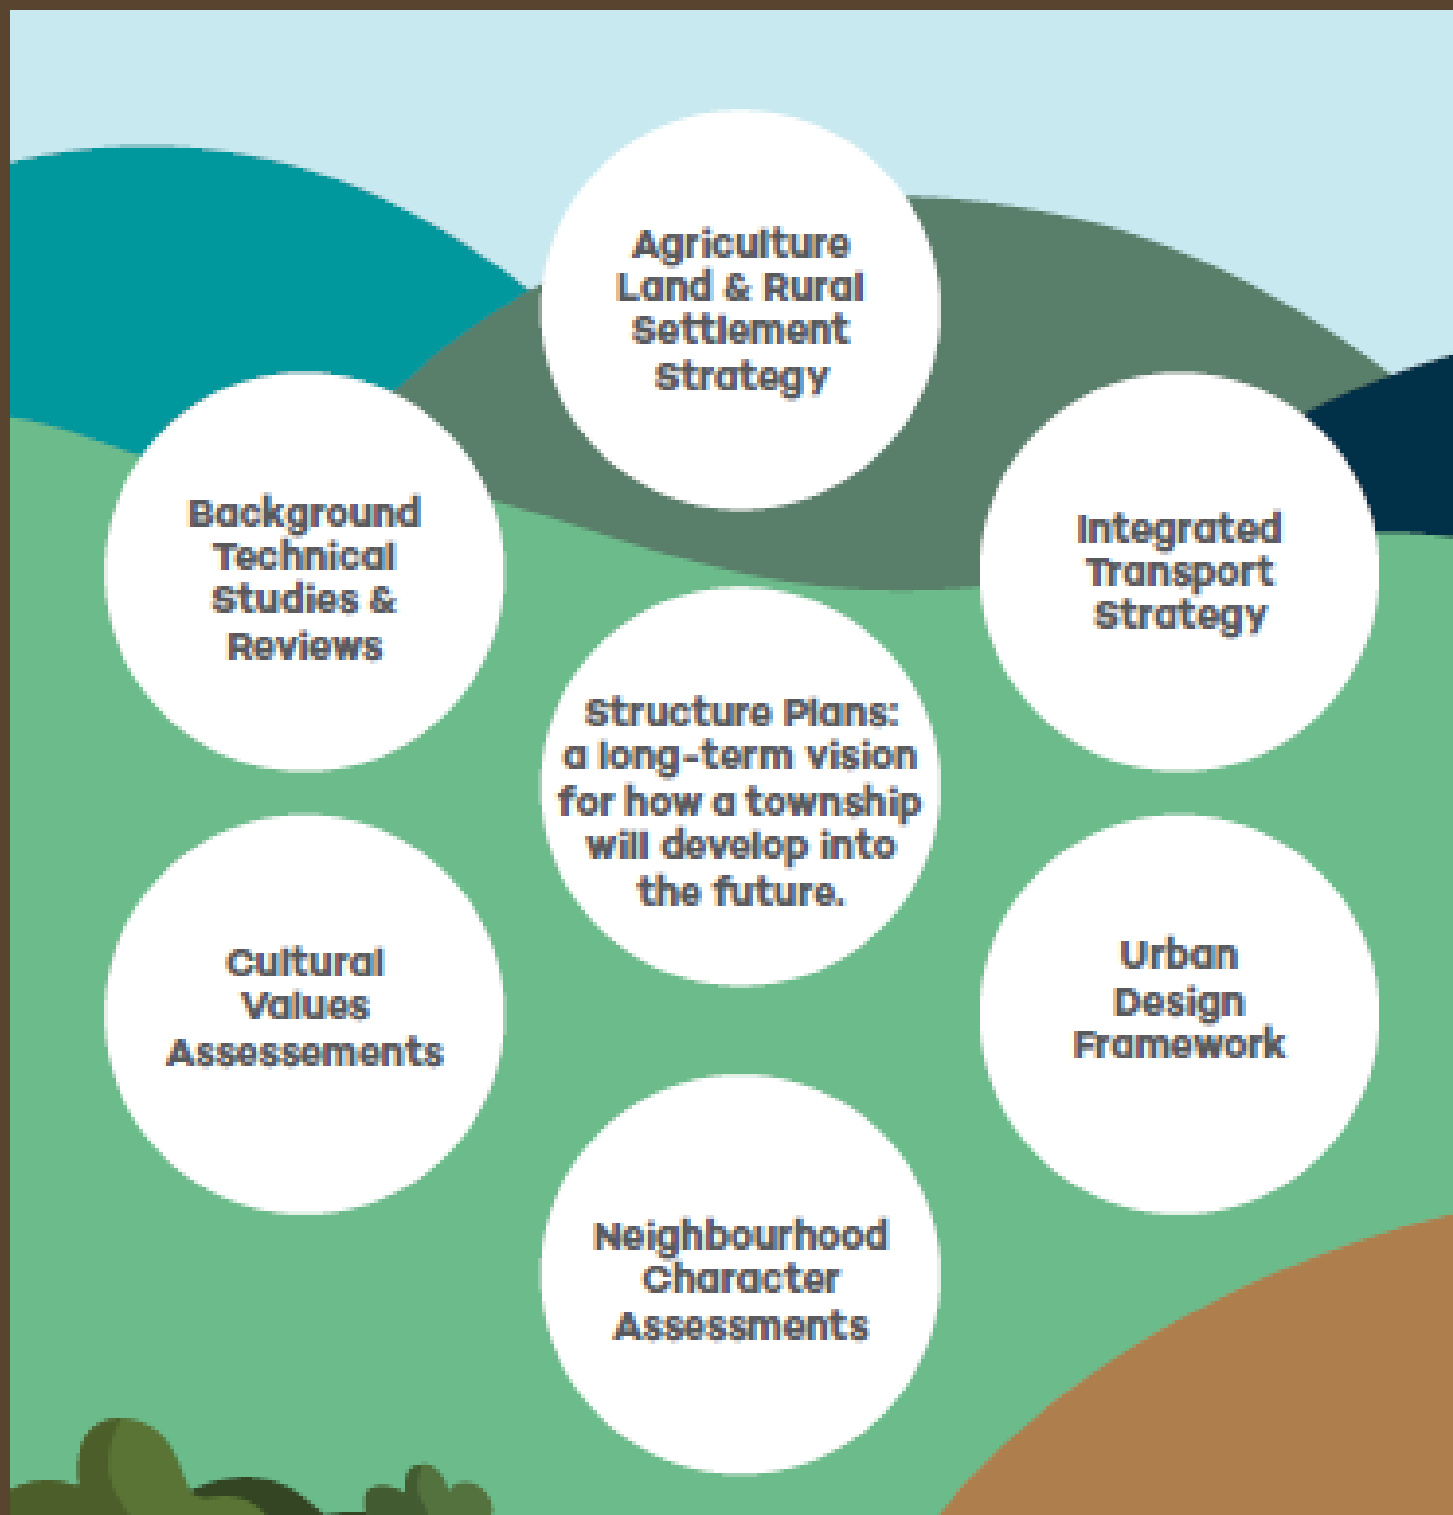 Agriculture
Land & Rural
Settlement
Strategy
Background
Technical
Studies &
Reviews
Integrated
Transport
Strategy
Structure Plans:
a long-term vision
for how a township
will develop into
the future.
Cultural
Values
Assessements
Urban
Design
Framework
Neighbourhood
Character
Assessments